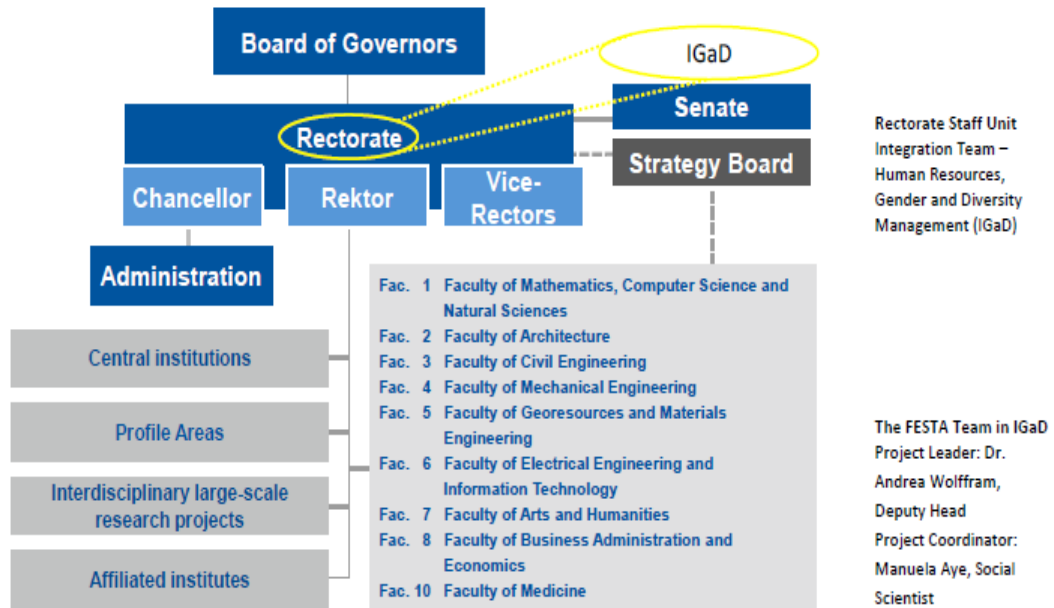 Board of Governors
IGaD
Rectorate
Senate
Strategy Board
Chancellor
Rektor
Vice-
Rectors
Administration
Rectorate Staff Unit
Integration Team –
Human Resources,
Gender and Diversity
Management (IGaD)
Central institutions
Profile Areas
Interdisciplinary large-scale
research projects
Affiliated institutes
Fac. 1 Faculty of Mathematics, Computer Science and
Natural Sciences
Fac. 2 Faculty of Architecture
Fac. 3 Faculty of Civil Engineering
Fac. 4 Faculty of Mechanical Engineering
Fac. 5 Faculty of Georesources and Materials
Engineering
Fac. 6 Faculty of Electrical Engineering and
Information Technology
Fac. 7 Faculty of Arts and Humanities
Fac. 8 Faculty of Business Administration and
Economics
Fac. 10 Faculty of Medicine
The FESTA Team in IGaD
Project Leader: Dr.
Andrea Wolffram,
Deputy Head
Project Coordinator:
Manuela Aye, Social
Scientist